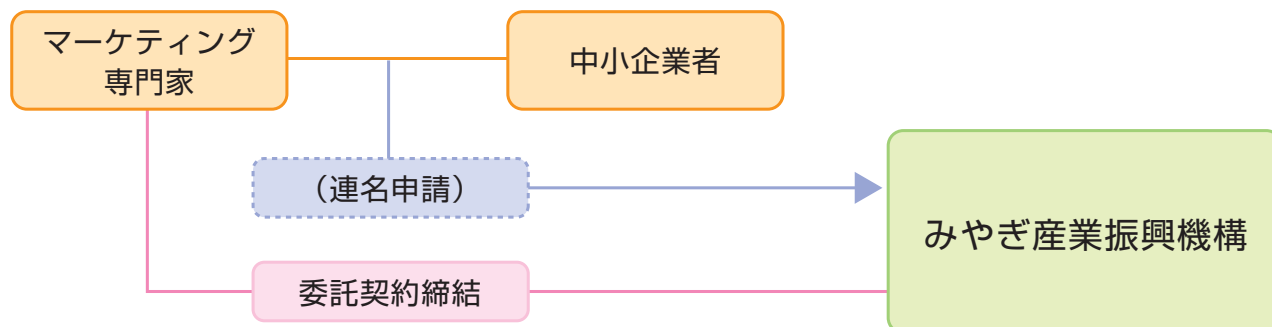 マーケティング
専門家
中小企業者
（連名申請）
みやぎ産業振興機構
委託契約締結